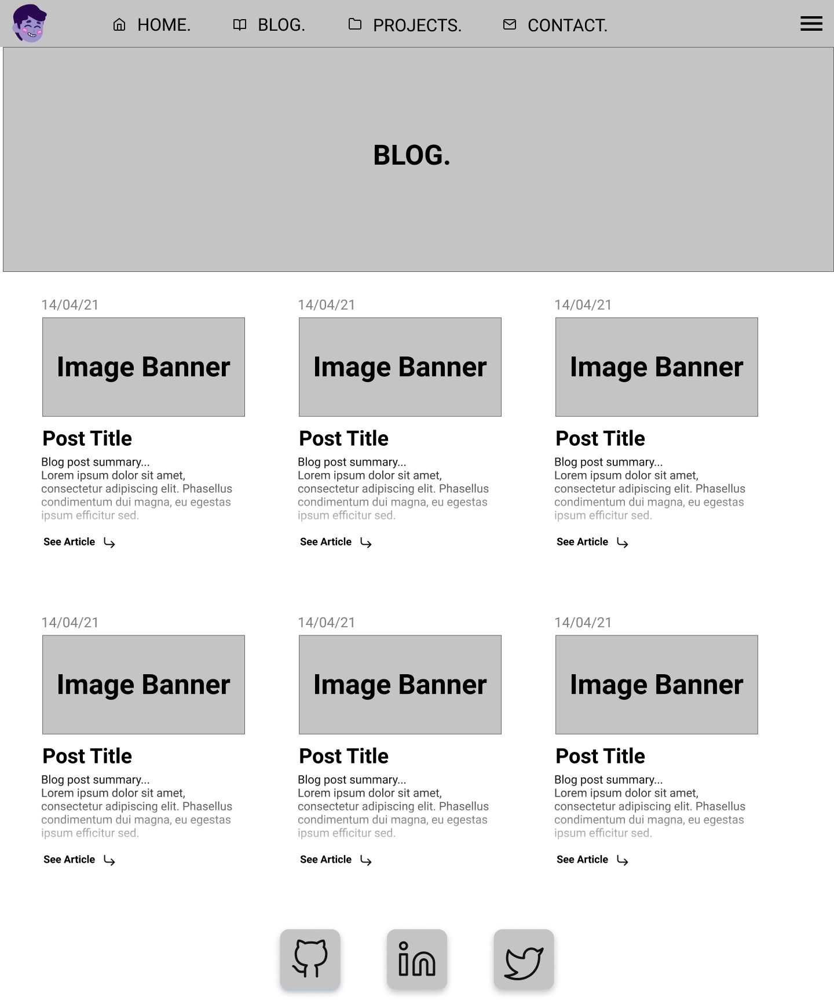 HOME.
BLOG.
PROJECTS.
CONTACT.
BLOG.
14/04/21
Image Banner
Post Title
Blog post summary...
Lorem ipsum dolor sit amet,
consectetur adipiscing elit. Phasellus
condimentum dui magna, eu egestas
ipsum efficitur sed.
See Article
14/04/21
Image Banner
Post Title
Blog post summary...
Lorem ipsum dolor sit amet,
consectetur adipiscing elit. Phasellus
condimentum dui magna, eu egestas
ipsum efficitur sed.
See Article
14/04/21
Image Banner
Post Title
Blog post summary...
Lorem ipsum dolor sit amet,
consectetur adipiscing elit. Phasellus
condimentum dui magna, eu egestas
ipsum efficitur sed.
See Article
14/04/21
Image Banner
Post Title
Blog post summary...
Lorem ipsum dolor sit amet,
consectetur adipiscing elit. Phasellus
condimentum dui magna, eu egestas
ipsum efficitur sed.
See Article
14/04/21
Image Banner
Post Title
Blog post summary...
Lorem ipsum dolor sit amet,
consectetur adipiscing elit. Phasellus
condimentum dui magna, eu egestas
ipsum efficitur sed.
See Article
14/04/21
Image Banner
Post Title
Blog post summary...
Lorem ipsum dolor sit amet,
consectetur adipiscing elit. Phasellus
condimentum dui magna, eu egestas
ipsum efficitur sed.
See Article
in